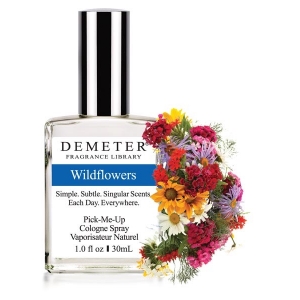 DEMETER
FRAGRANCE LIBRARY
Wildflowers
Simple. Subtle. Singular Scents.
Each Day. Everywhere.
Pick-Me-Up
Cologne Spray
Vaporisateur Naturel
1.0 fl oz I 30mL